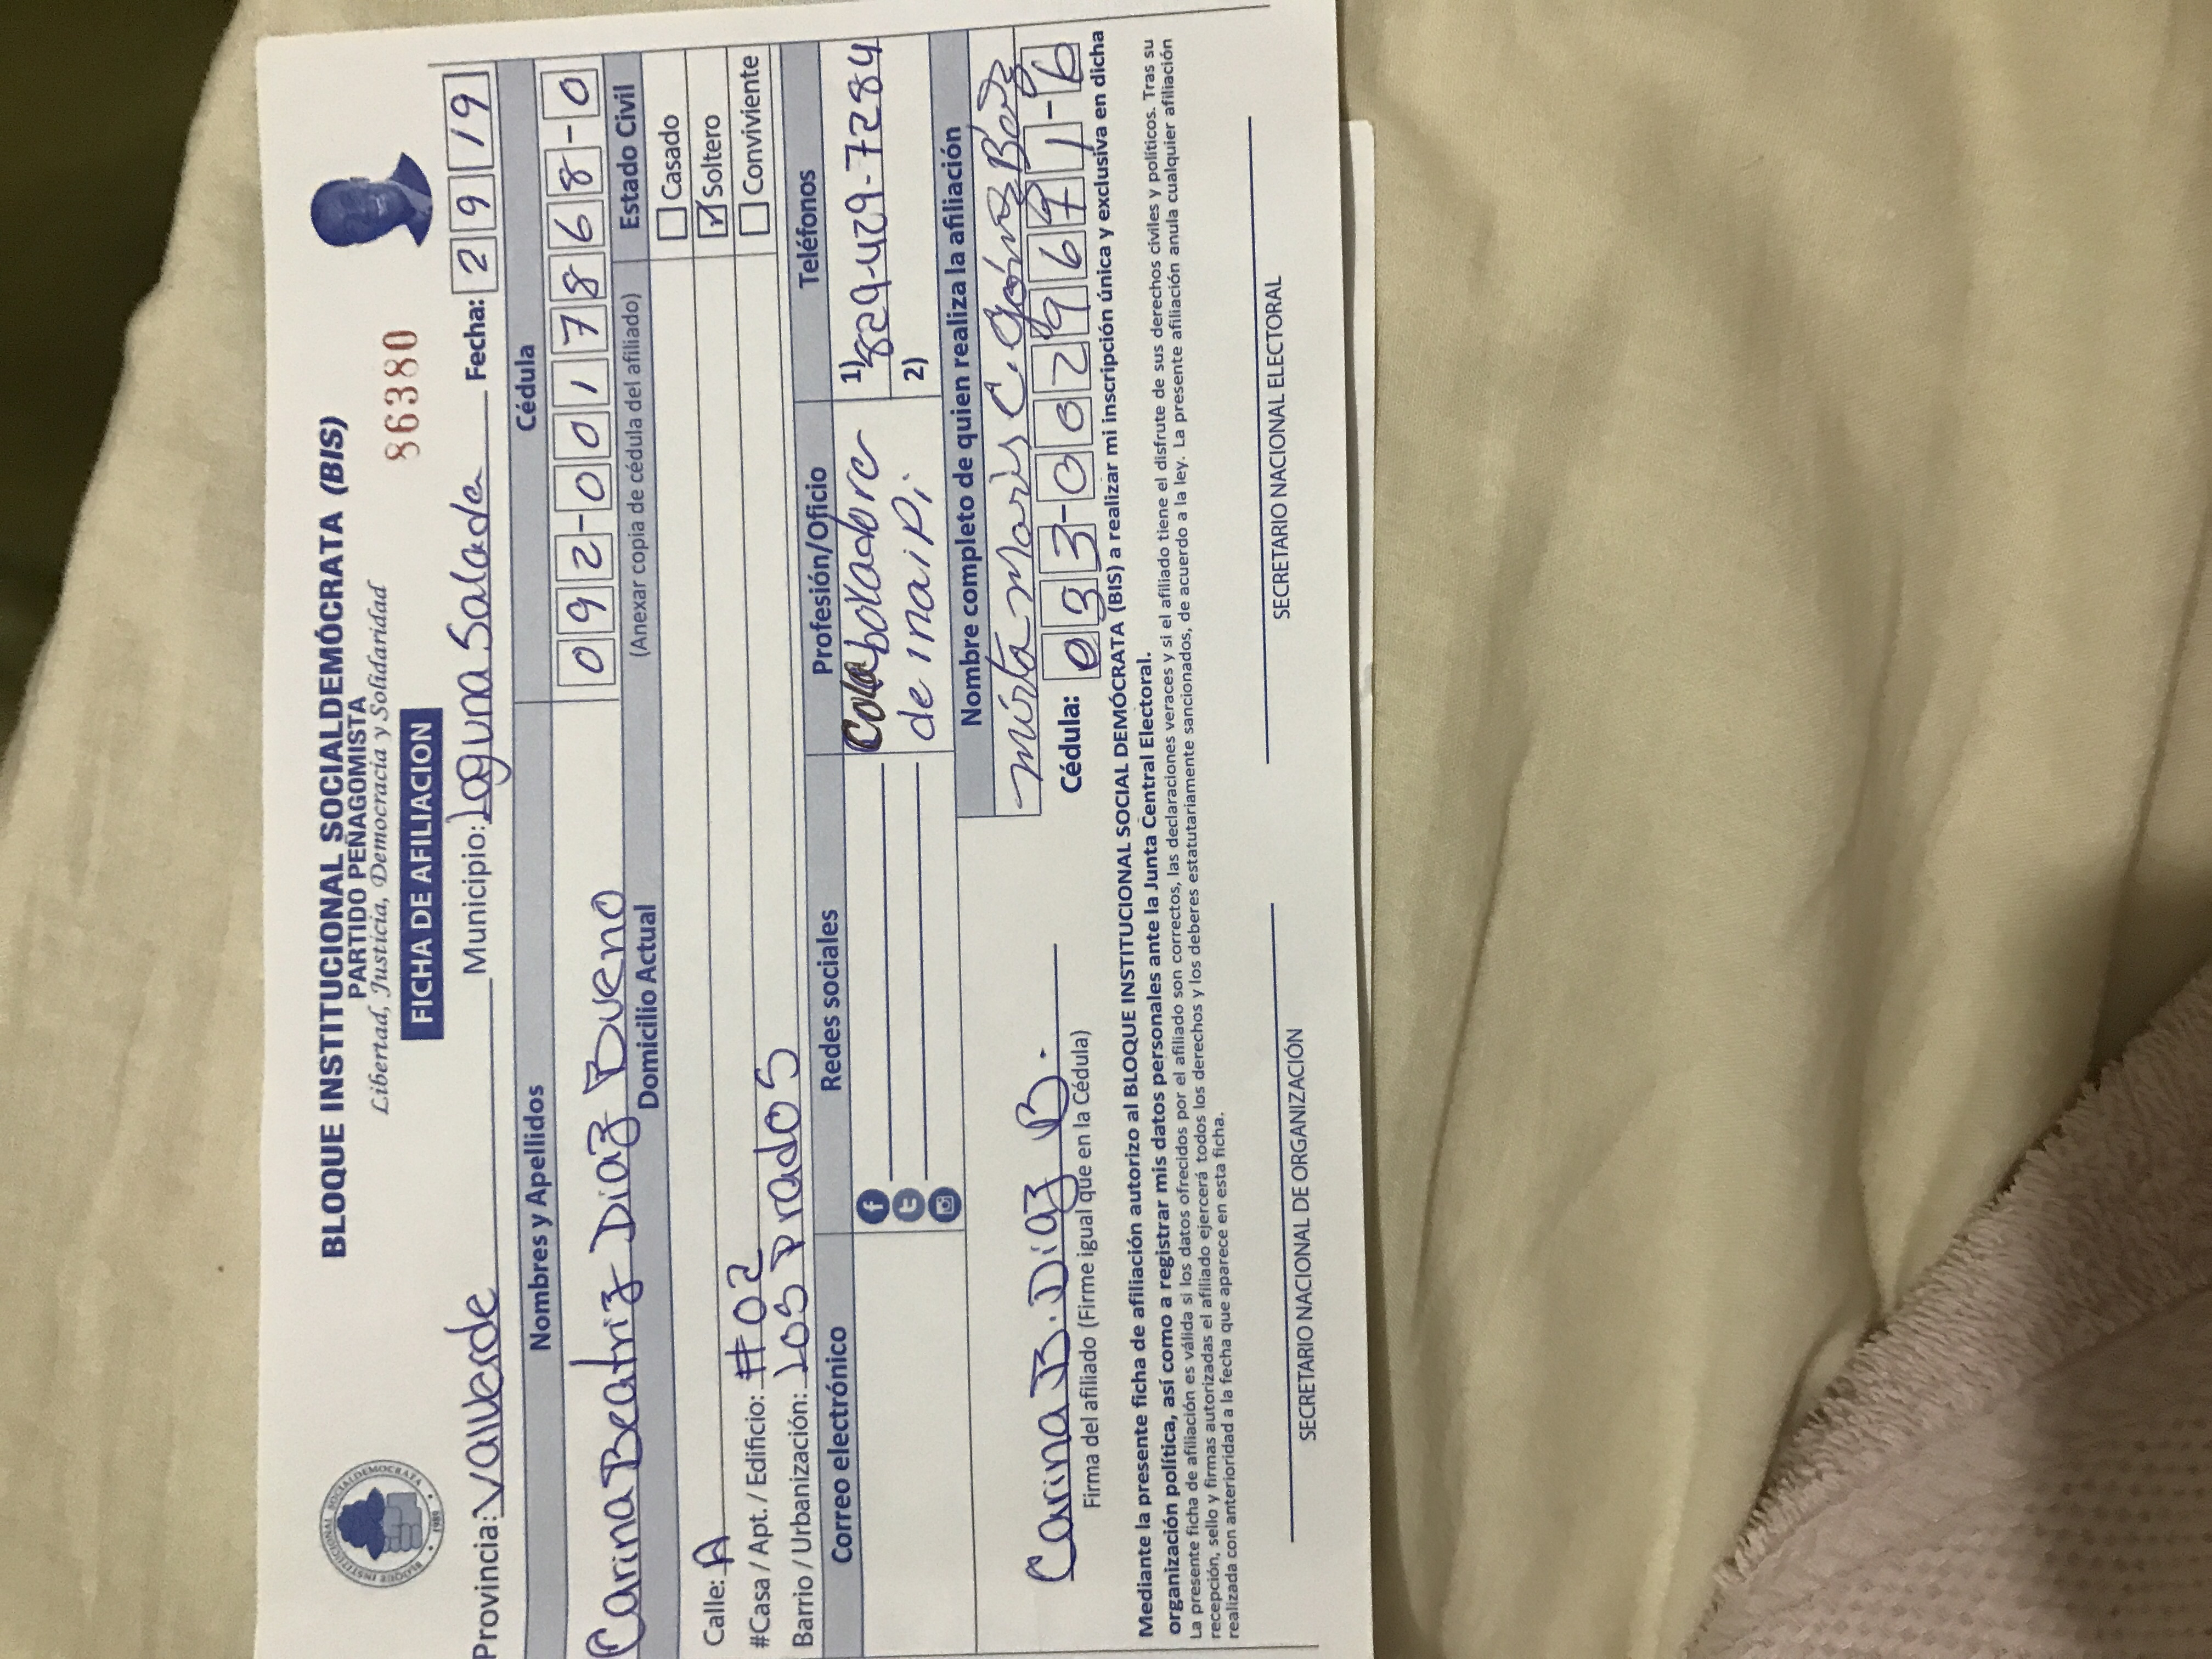 BLOQUE INSTITUCIONAL SOCIALDEMÓCRATA (BIS)
PARTIDO PEÑAGOMISTA
Libertad, Justicia, Democracia y Solidaridad
FICHA DE AFILIACION
86380
BLOQUE INSTITUCIONAL SOCIALDEMOCRATA • 1989 •
Provincia: Valverde Municipio: Laguna Salada Fecha: 2 9 19
Nombres y Apellidos Cédula
Carina Beatriz Diaz Bueno 092-0017868-0
Domicilio Actual (Anexar copia de cédula del afiliado) Estado Civil
Calle: A
#Casa / Apt. / Edificio: #02
Barrio / Urbanización: Los Prados
☐ Casado
☑ Soltero
☐ Conviviente
Correo electrónico Redes sociales Profesión/Oficio Teléfonos
Colaboradora
de inaipi
1) 829-429-7284
2)
Nombre completo de quien realiza la afiliación
mirta Maris C. Gómez
Cédula: 033-0029671-6
Carina B. Diaz B.
Firma del afiliado (Firme igual que en la Cédula)
Mediante la presente ficha de afiliación autorizo al BLOQUE INSTITUCIONAL SOCIAL DEMÓCRATA (BIS) a realizar mi inscripción única y exclusiva en dicha
organización política, así como a registrar mis datos personales ante la Junta Central Electoral.
La presente ficha de afiliación es válida si los datos ofrecidos por el afiliado son correctos, las declaraciones veraces y si el afiliado tiene el disfrute de sus derechos civiles y políticos. Tras su
recepción, sello y firmas autorizadas el afiliado ejercerá todos los derechos y los deberes estatutariamente sancionados, de acuerdo a la ley. La presente afiliación anula cualquier afiliación
realizada con anterioridad a la fecha que aparece en esta ficha.
SECRETARIO NACIONAL DE ORGANIZACIÓN
SECRETARIO NACIONAL ELECTORAL